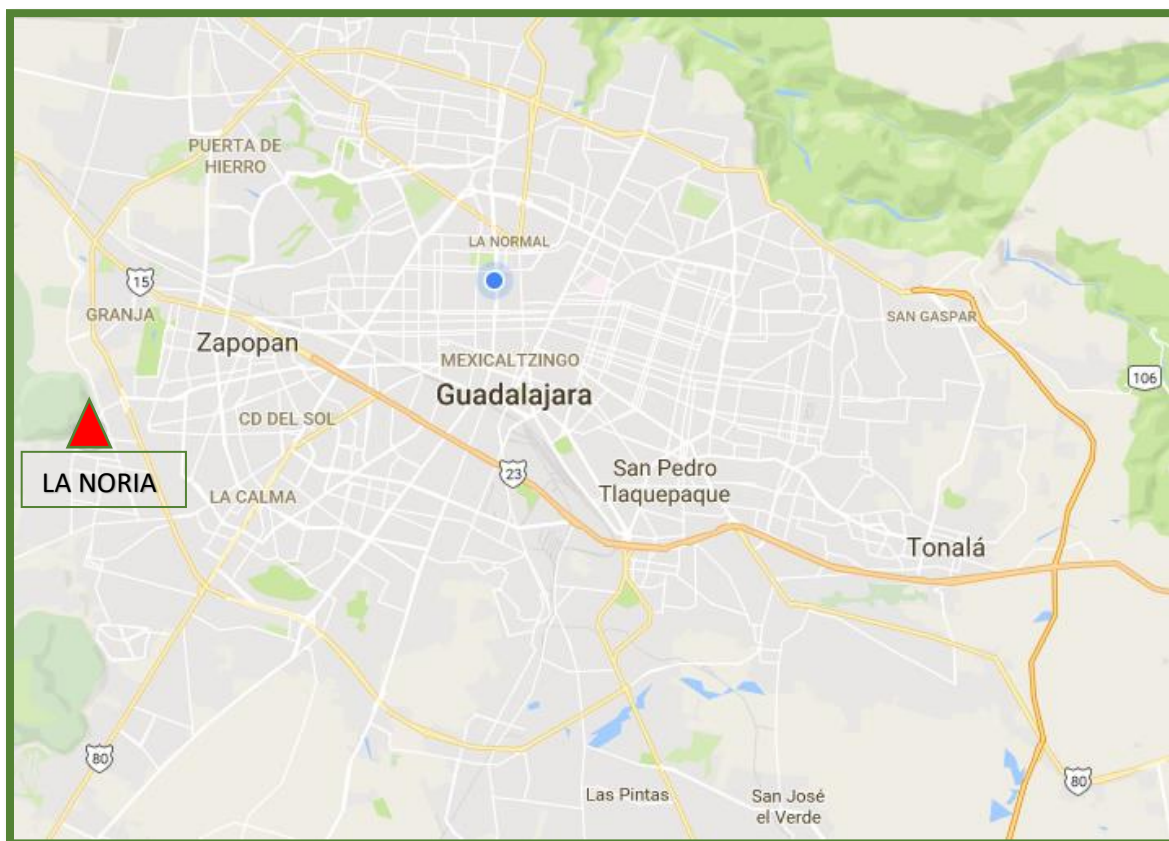 PUERTA DE
HIERRO
LA NORMAL
15
GRANJA
SAN GASPAR
Zapopan
MEXICALTZINGO
106
Guadalajara
CD DEL SOL
23
San Pedro
Tlaquepaque
LA NORIA
LA CALMA
Tonalá
80
80
Las Pintas
San José
el Verde